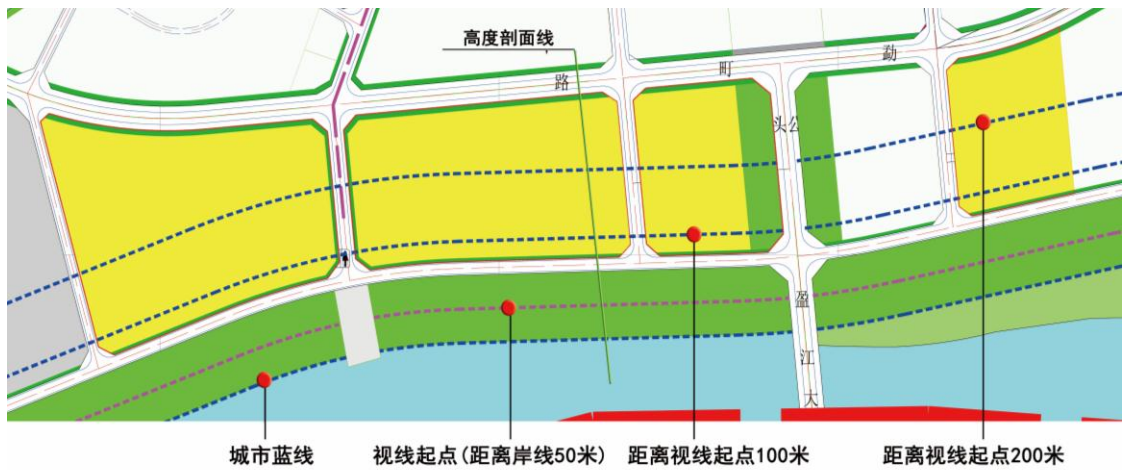 高度剖面线
路
町
勐
头公
盈
江
大
城市蓝线
视线起点(距离岸线50米)
距离视线起点100米
距离视线起点200米